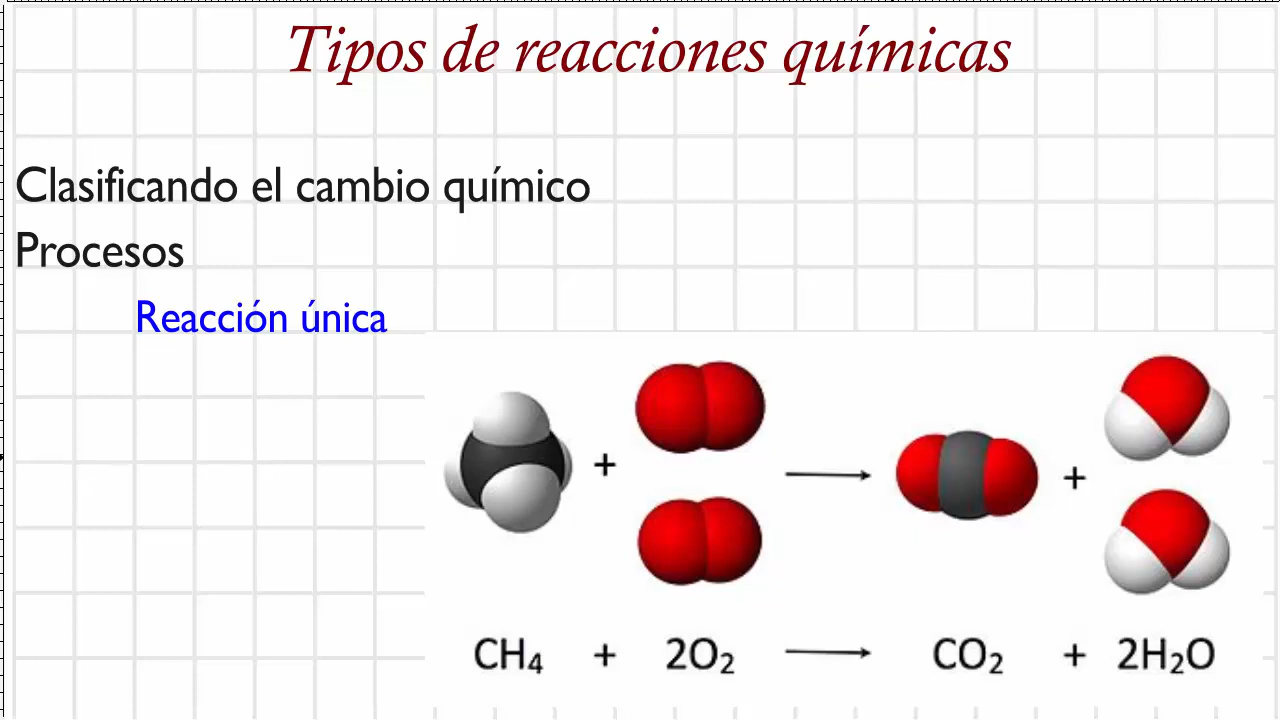 Tipos de reacciones químicas
Clasificando el cambio químico
Procesos
Reacción única
+ → +
CH₄ + 2O₂ → CO₂ + 2H₂O